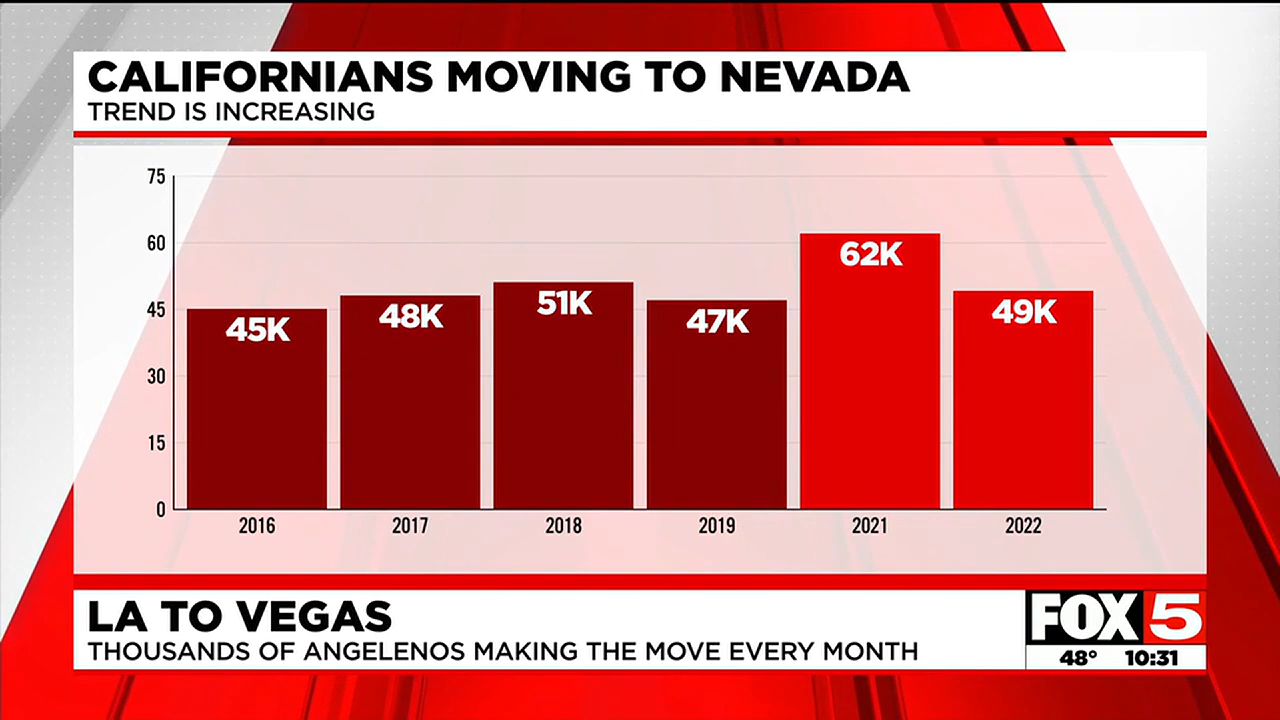 CALIFORNIANS MOVING TO NEVADA
TREND IS INCREASING
75
60
45
30
15
0
45K
48K
51K
47K
62K
49K
2016
2017
2018
2019
2021
2022
LA TO VEGAS
THOUSANDS OF ANGELENOS MAKING THE MOVE EVERY MONTH
FOX 5
48° 10:31